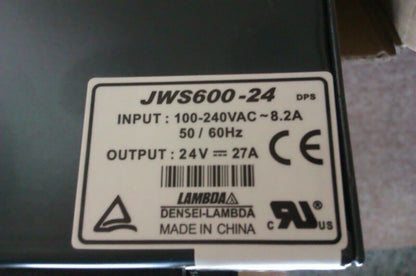 JWS600-24 DPS
INPUT : 100-240VAC ~ 8.2A
50 / 60Hz
OUTPUT : 24V ⎓ 27A
CE
LAMBDA
DENSEI-LAMBDA
MADE IN CHINA
c RU US